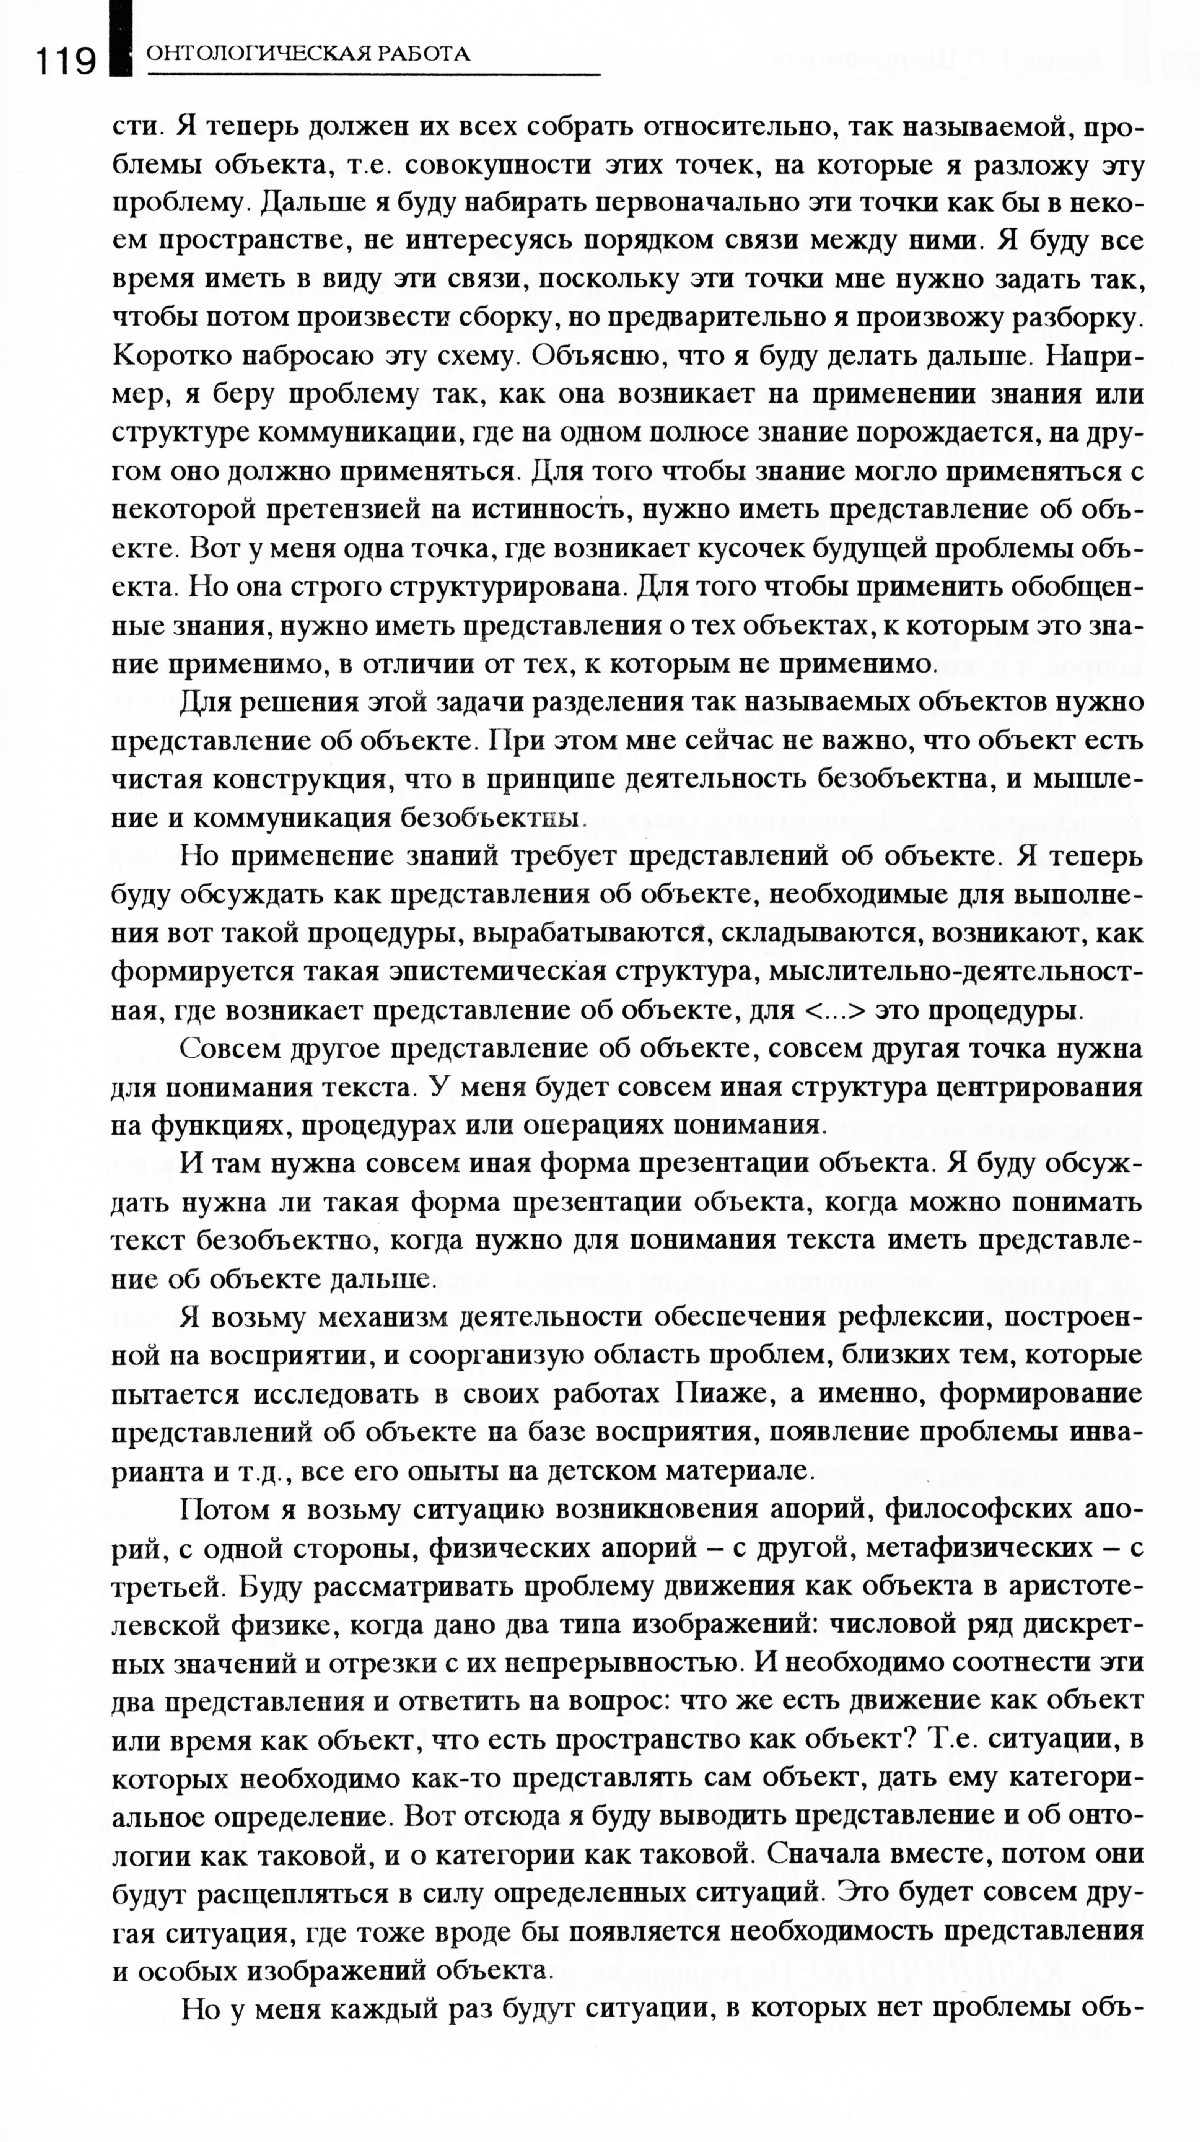 119
ОНТОЛОГИЧЕСКАЯ РАБОТА
сти. Я теперь должен их всех собрать относительно, так называемой, про-
блемы объекта, т.е. совокупности этих точек, на которые я разложу эту
проблему. Дальше я буду набирать первоначально эти точки как бы в неко-
ем пространстве, не интересуясь порядком связи между ними. Я буду все
время иметь в виду эти связи, поскольку эти точки мне нужно задать так,
чтобы потом произвести сборку, но предварительно я произвожу разборку.
Коротко набросаю эту схему. Объясню, что я буду делать дальше. Напри-
мер, я беру проблему так, как она возникает на применении знания или
структуре коммуникации, где на одном полюсе знание порождается, на дру-
гом оно должно применяться. Для того чтобы знание могло применяться с
некоторой претензией на истинность, нужно иметь представление об объ-
екте. Вот у меня одна точка, где возникает кусочек будущей проблемы объ-
екта. Но она строго структурирована. Для того чтобы применить обобщен-
ные знания, нужно иметь представления о тех объектах, к которым это зна-
ние применимо, в отличии от тех, к которым не применимо.
Для решения этой задачи разделения так называемых объектов нужно
представление об объекте. При этом мне сейчас не важно, что объект есть
чистая конструкция, что в принципе деятельность безобъектна, и мышле-
ние и коммуникация безобъектны.
Но применение знаний требует представлений об объекте. Я теперь
буду обсуждать как представления об объекте, необходимые для выполне-
ния вот такой процедуры, вырабатываются, складываются, возникают, как
формируется такая эпистемическая структура, мыслительно-деятельност-
ная, где возникает представление об объекте, для <...> это процедуры.
Совсем другое представление об объекте, совсем другая точка нужна
для понимания текста. У меня будет совсем иная структура центрирования
на функциях, процедурах или операциях понимания.
И там нужна совсем иная форма презентации объекта. Я буду обсуж-
дать нужна ли такая форма презентации объекта, когда можно понимать
текст безобъектно, когда нужно для понимания текста иметь представле-
ние об объекте дальше.
Я возьму механизм деятельности обеспечения рефлексии, построен-
ной на восприятии, и соорганизую область проблем, близких тем, которые
пытается исследовать в своих работах Пиаже, а именно, формирование
представлений об объекте на базе восприятия, появление проблемы инва-
рианта и т.д., все его опыты на детском материале.
Потом я возьму ситуацию возникновения апорий, философских апо-
рий, с одной стороны, физических апорий – с другой, метафизических – с
третьей. Буду рассматривать проблему движения как объекта в аристоте-
левской физике, когда дано два типа изображений: числовой ряд дискрет-
ных значений и отрезки с их непрерывностью. И необходимо соотнести эти
два представления и ответить на вопрос: что же есть движение как объект
или время как объект, что есть пространство как объект? Т.е. ситуации, в
которых необходимо как-то представлять сам объект, дать ему категори-
альное определение. Вот отсюда я буду выводить представление и об онто-
логии как таковой, и о категории как таковой. Сначала вместе, потом они
будут расщепляться в силу определенных ситуаций. Это будет совсем дру-
гая ситуация, где тоже вроде бы появляется необходимость представления
и особых изображений объекта.
Но у меня каждый раз будут ситуации, в которых нет проблемы объ-